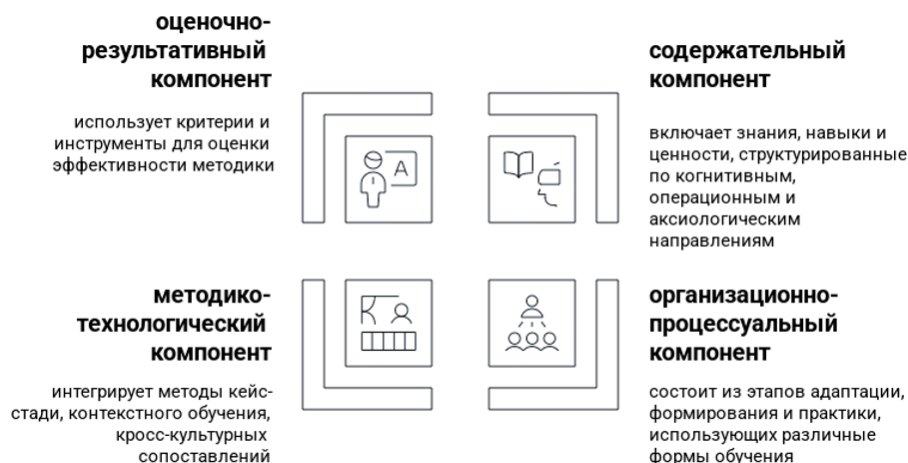 оценочно-
результативный
компонент
использует критерии и
инструменты для оценки
эффективности методики
содержательный
компонент
включает знания, навыки и
ценности, структурированные
по когнитивным,
операционным и
аксиологическим
направлениям
A
методико-
технологический
компонент
интегрирует методы кейс-
стади, контекстного обучения,
кросс-культурных
сопоставлений
организационно-
процессуальный
компонент
состоит из этапов адаптации,
формирования и практики,
использующих различные
формы обучения